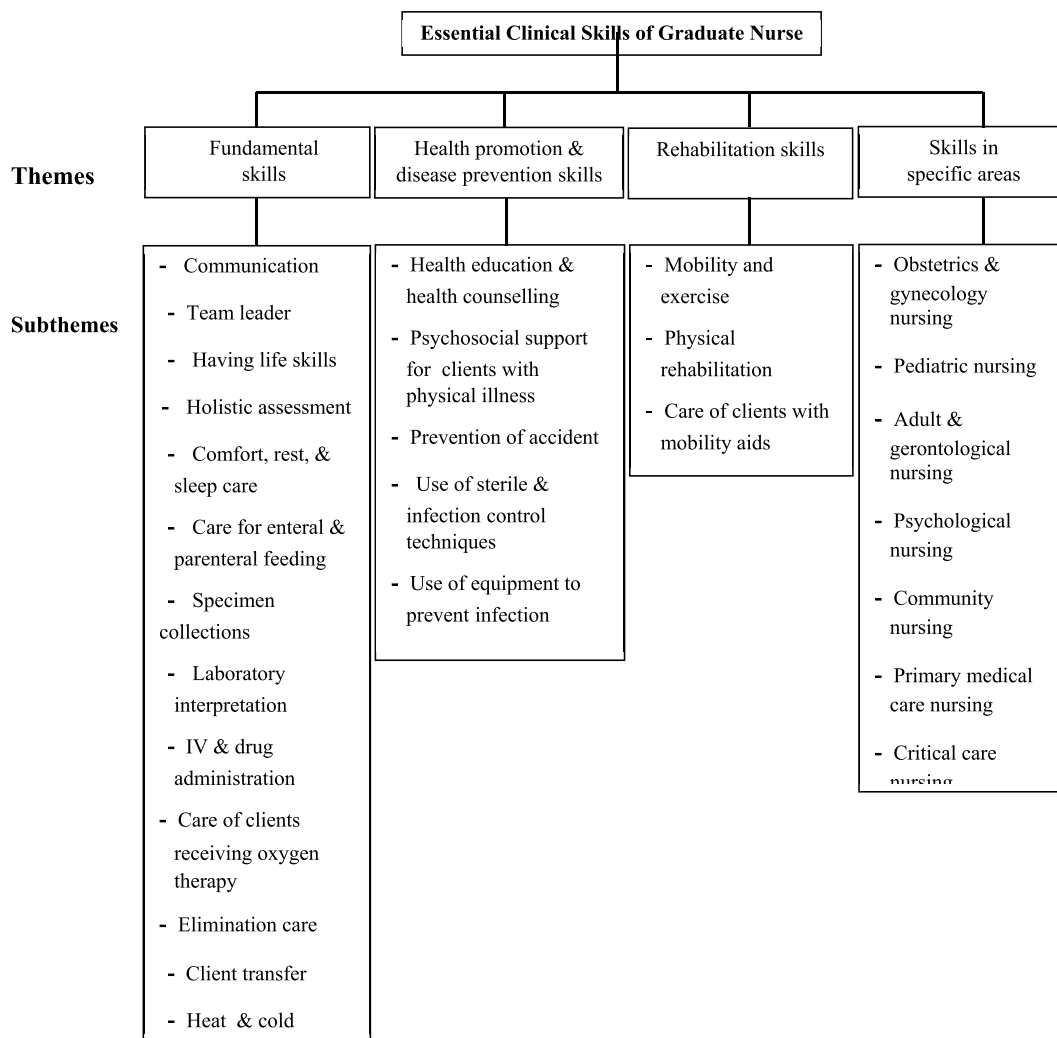 Essential Clinical Skills of Graduate Nurse
Themes
Fundamental
skills
Health promotion &
disease prevention skills
Rehabilitation skills
Skills in
specific areas
Subthemes
- Communication
- Team leader
- Having life skills
- Holistic assessment
- Comfort, rest, &
sleep care
- Care for enteral &
parenteral feeding
- Specimen
collections
- Laboratory
interpretation
- IV & drug
administration
- Care of clients
receiving oxygen
therapy
- Elimination care
- Client transfer
- Heat & cold
- Health education &
health counselling
- Psychosocial support
for clients with
physical illness
- Prevention of accident
- Use of sterile &
infection control
techniques
- Use of equipment to
prevent infection
- Mobility and
exercise
- Physical
rehabilitation
- Care of clients with
mobility aids
- Obstetrics &
gynecology
nursing
- Pediatric nursing
- Adult &
gerontological
nursing
- Psychological
nursing
- Community
nursing
- Primary medical
care nursing
- Critical care
nursing